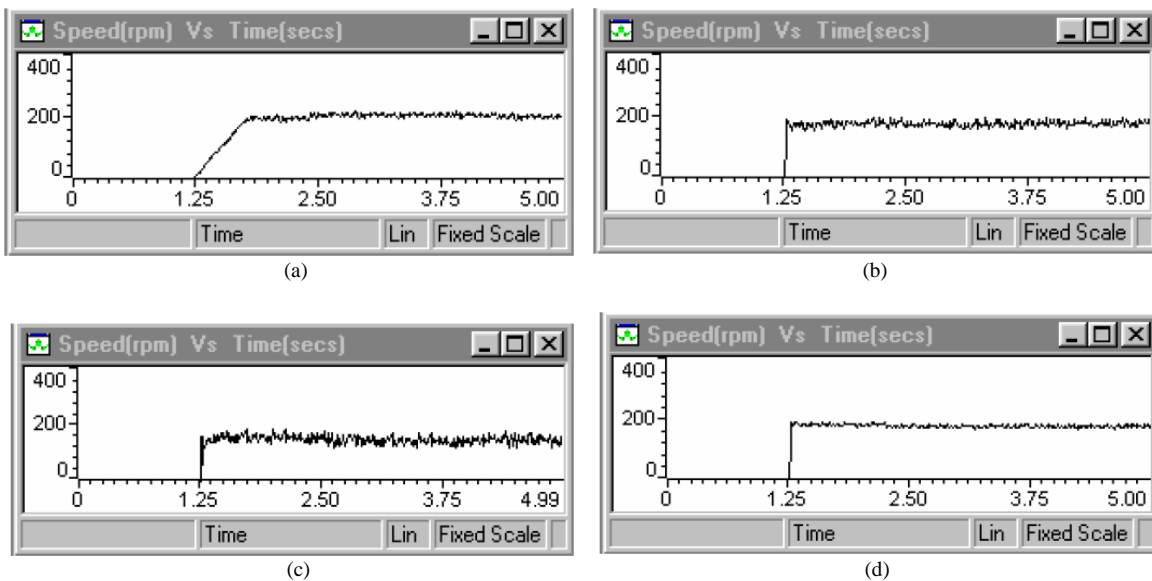 Speed(rpm) Vs Time(secs)
400
200
0
0 1.25 2.50 3.75 5.00
Time Lin Fixed Scale
(a)
Speed(rpm) Vs Time(secs)
400
200
0
0 1.25 2.50 3.75 5.00
Time Lin Fixed Scale
(b)
Speed(rpm) Vs Time(secs)
400
200
0
0 1.25 2.50 3.75 4.99
Time Lin Fixed Scale
(c)
Speed(rpm) Vs Time(secs)
400
200
0
0 1.25 2.50 3.75 5.00
Time Lin Fixed Scale
(d)